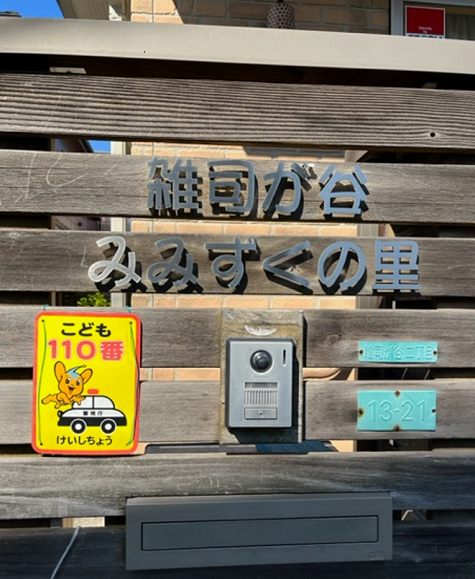 雑司が谷
みみずくの里
こども
110番
警視庁
けいしちょう
雑司が谷二丁目
13-21